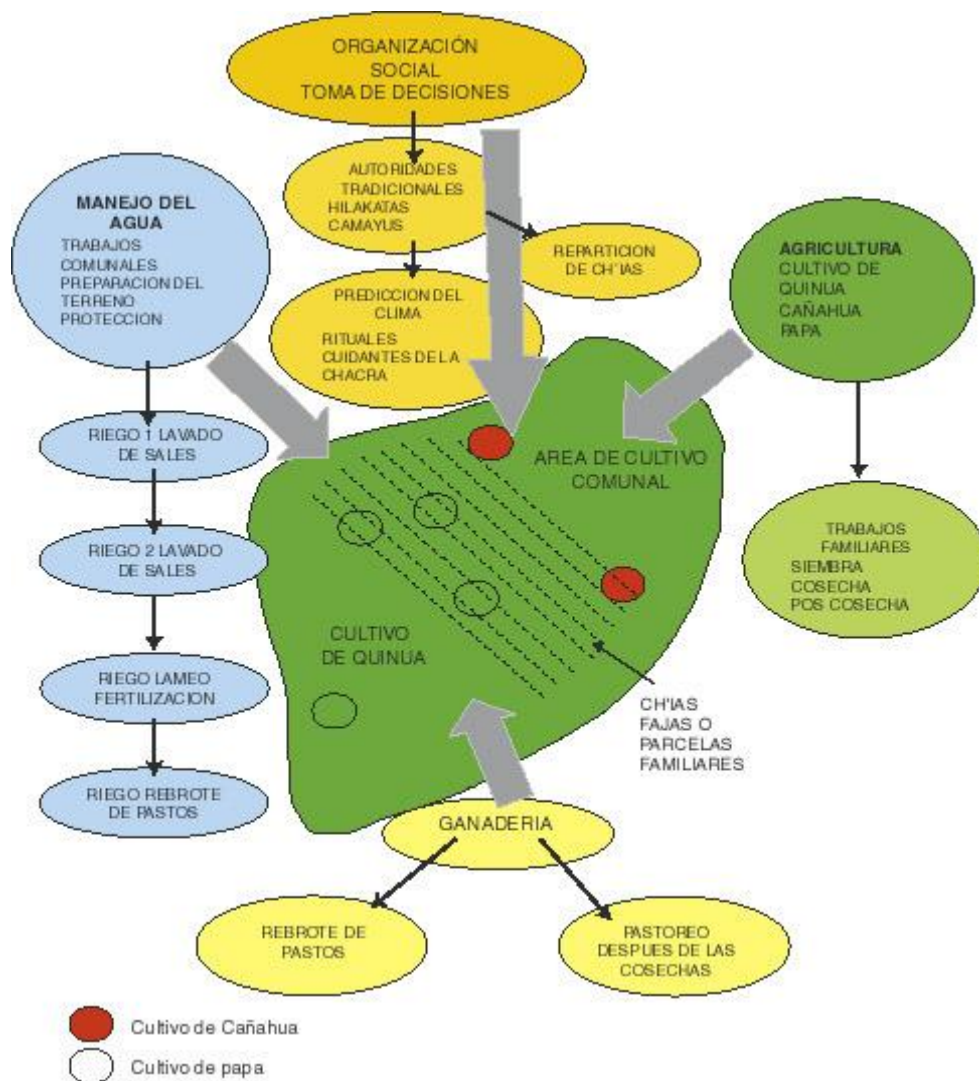 ORGANIZACIÓN
SOCIAL
TOMA DE DECISIONES
AUTORIDADES
TRADICIONALES
HILAKATAS
CAMAYUS
REPARTICION
DE CH'IAS
PREDICCION DEL
CLIMA
RITUALES
CUIDANTES DE LA
CHACRA
MANEJO DEL
AGUA
TRABAJOS
COMUNALES
PREPARACION DEL
TERRENO
PROTECCION
RIEGO 1 LAVADO
DE SALES
RIEGO 2 LAVADO
DE SALES
RIEGO LAMEO
FERTILIZACION
RIEGO REBROTE
DE PASTOS
AGRICULTURA
CULTIVO DE
QUINUA
CAÑAHUA
PAPA
TRABAJOS
FAMILIARES
SIEMBRA
COSECHA
POS COSECHA
AREA DE CULTIVO
COMUNAL
CULTIVO
DE QUINUA
CH'IAS
FAJAS O
PARCELAS
FAMILIARES
GANADERIA
REBROTE DE
PASTOS
PASTOREO
DESPUES DE LAS
COSECHAS
Cultivo de Cañahua
Cultivo de papa